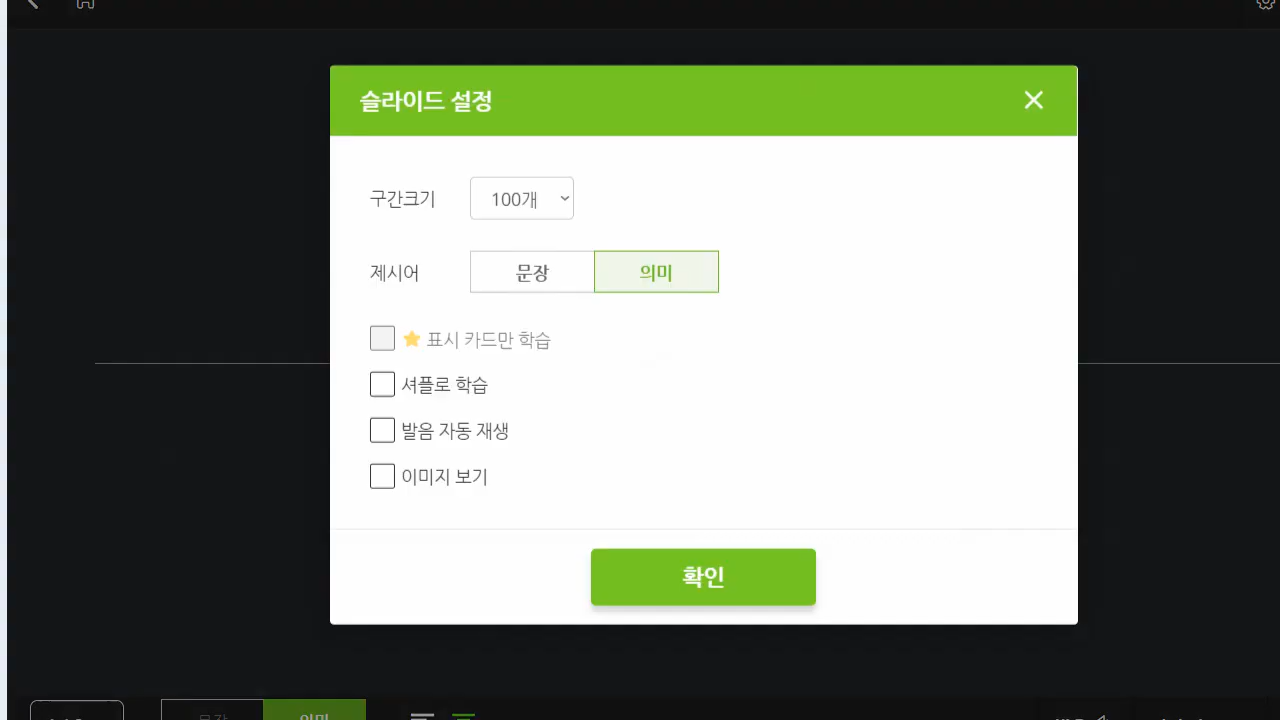 슬라이드 설정
구간크기 100개
제시어 문장 의미
표시 카드만 학습
셔플로 학습
발음 자동 재생
이미지 보기
확인
의미